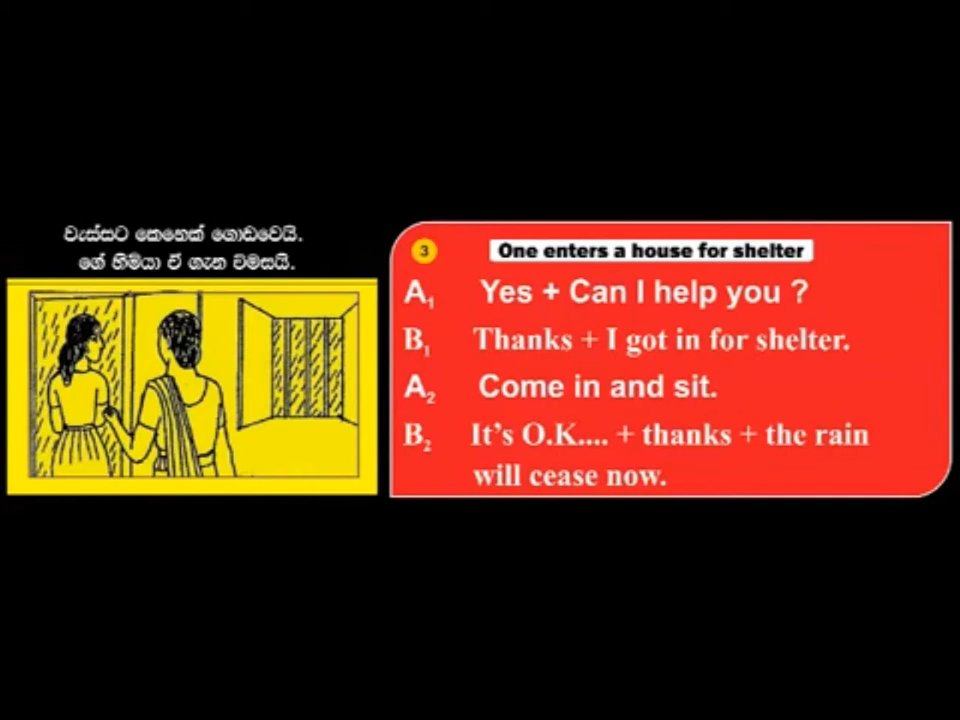 වැස්සට කෙනෙක් ගොඩවෙයි.
ගේ හිමියා ඒ ගැන විමසයි.
3 One enters a house for shelter
A1 Yes + Can I help you ?
B1 Thanks + I got in for shelter.
A2 Come in and sit.
B2 It's O.K.... + thanks + the rain
will cease now.